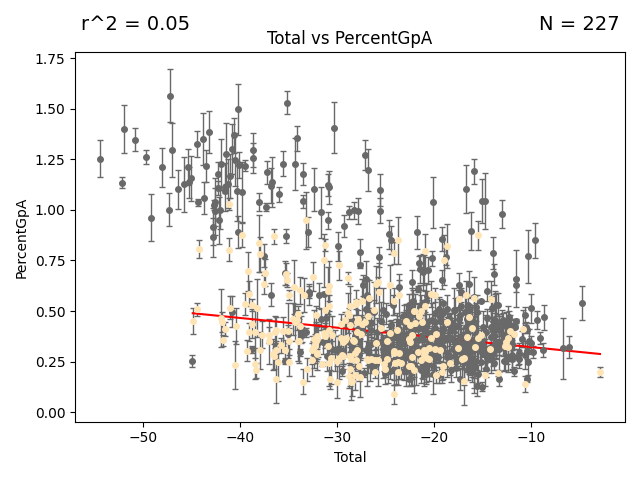 r^2 = 0.05
N = 227
Total vs PercentGpA
1.75
1.50
1.25
1.00
0.75
0.50
0.25
0.00
PercentGpA
−50
−40
−30
−20
−10
Total